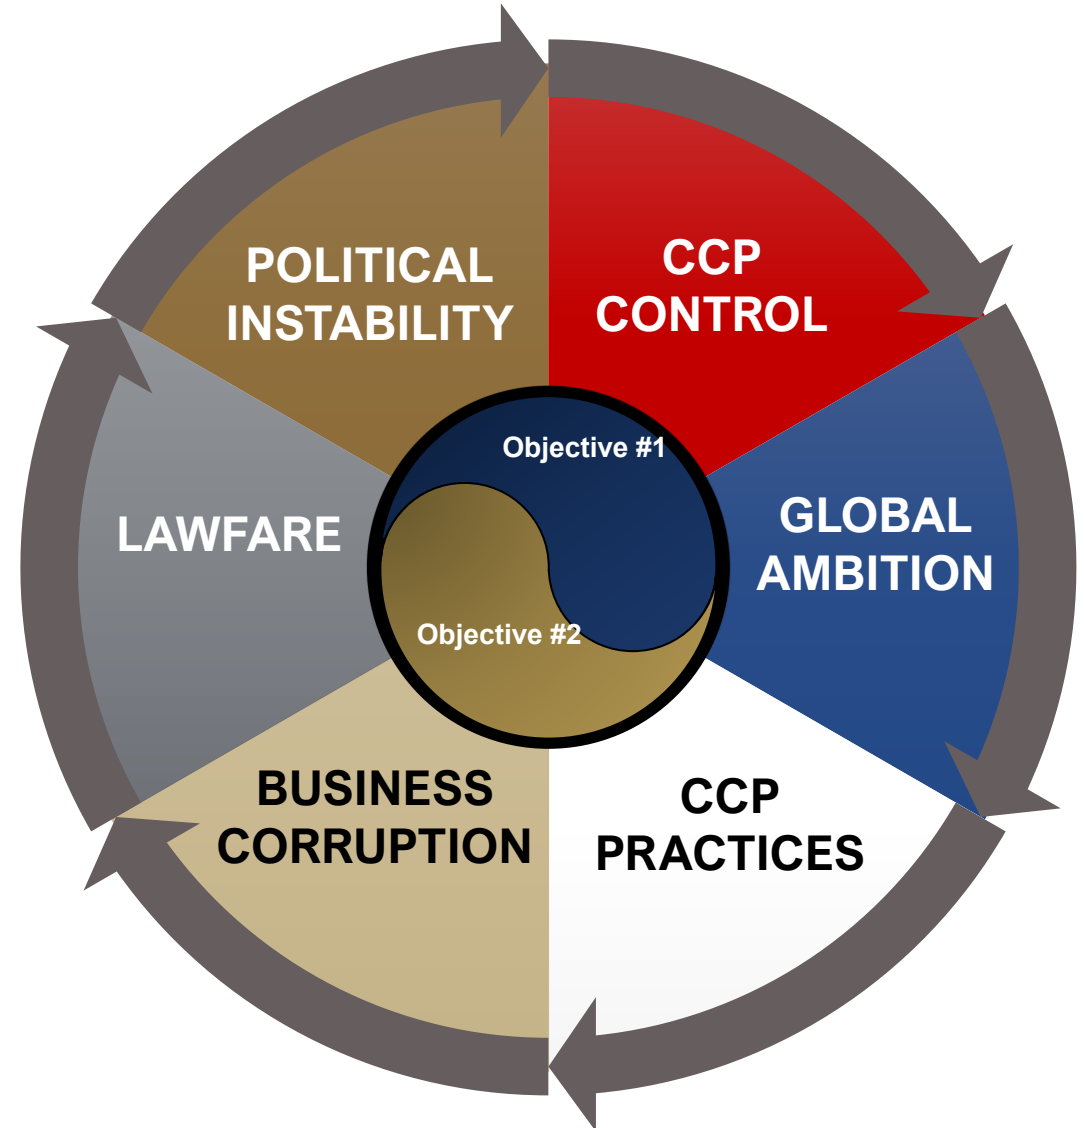 CCP
CONTROL
GLOBAL
AMBITION
CCP
PRACTICES
BUSINESS
CORRUPTION
LAWFARE
POLITICAL
INSTABILITY
Objective #1
Objective #2